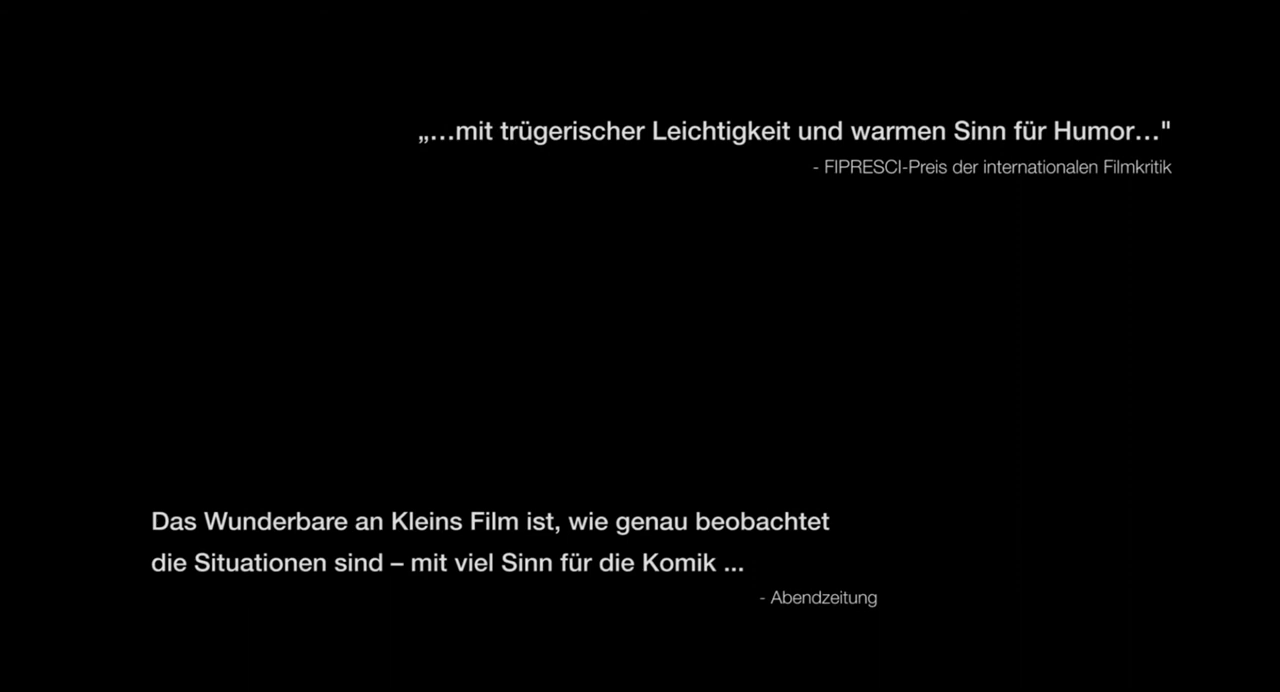 „…mit trügerischer Leichtigkeit und warmen Sinn für Humor…"
- FIPRESCI-Preis der internationalen Filmkritik
Das Wunderbare an Kleins Film ist, wie genau beobachtet
die Situationen sind – mit viel Sinn für die Komik ...
- Abendzeitung